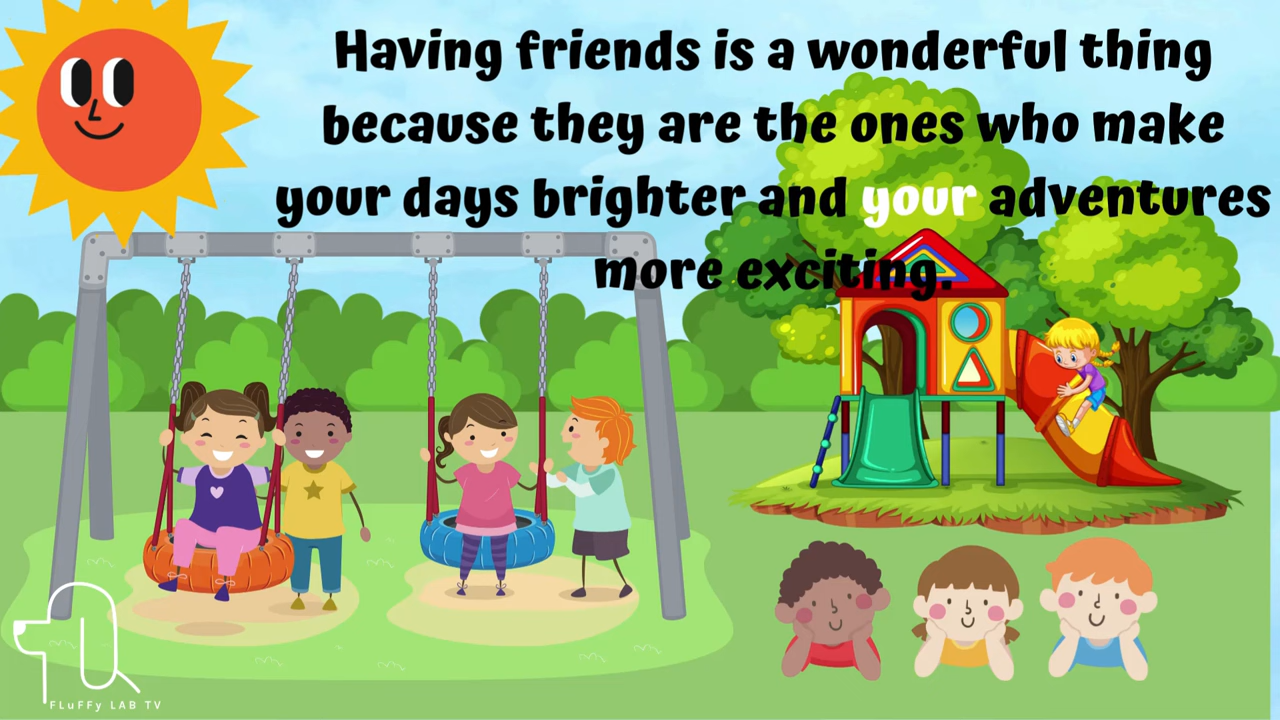 Having friends is a wonderful thing
because they are the ones who make
your days brighter and your adventures
more exciting.
FLuFFy LAB TV